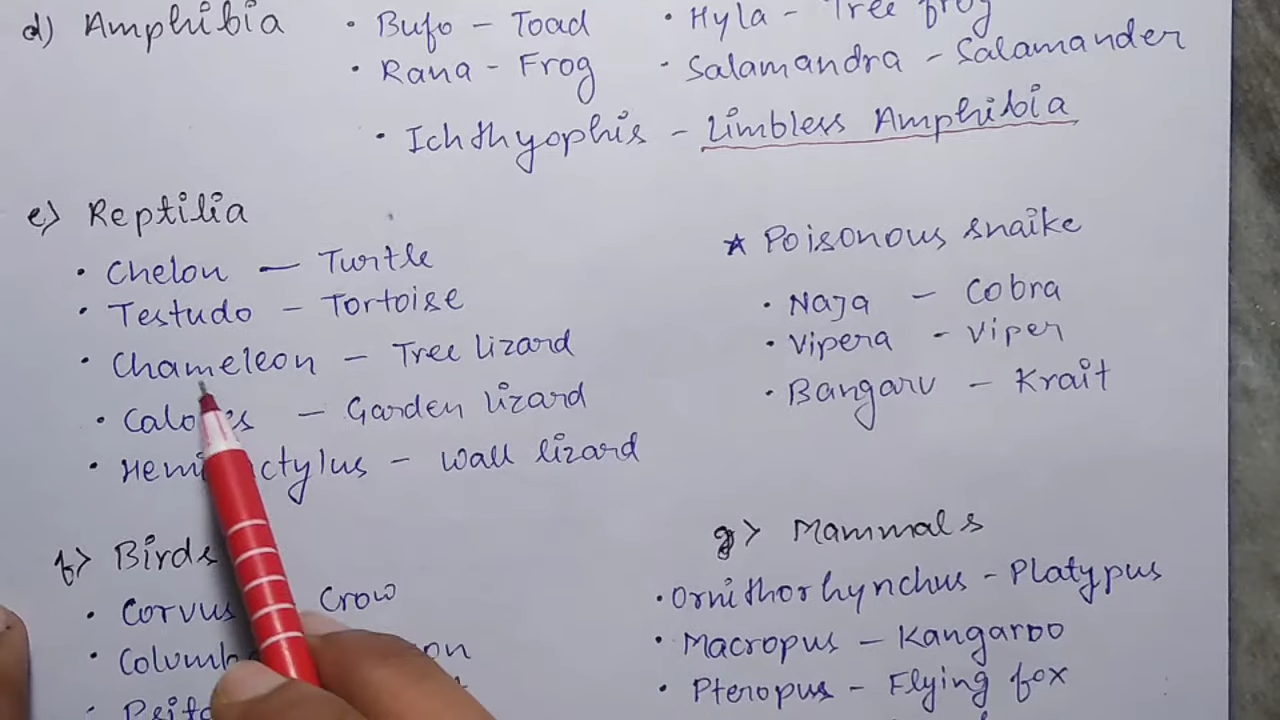 d) Amphibia
• Bufo - Toad
• Hyla - Tree frog
• Rana - Frog
• Salamandra - Salamander
• Ichthyophis - Limbless Amphibia
e) Reptilia
• Chelon - Turtle
• Testudo - Tortoise
• Chameleon - Tree lizard
• - Garden lizard
• - Wall lizard
★ Poisonous snaike
• Naja - Cobra
• Vipera - Viper
• Bangaru - Krait
f) Birds
• Corvus Crow
g) Mammals
• Ornithorhynchus - Platypus
• Macropus - Kangaroo
• Pteropus - Flying fox